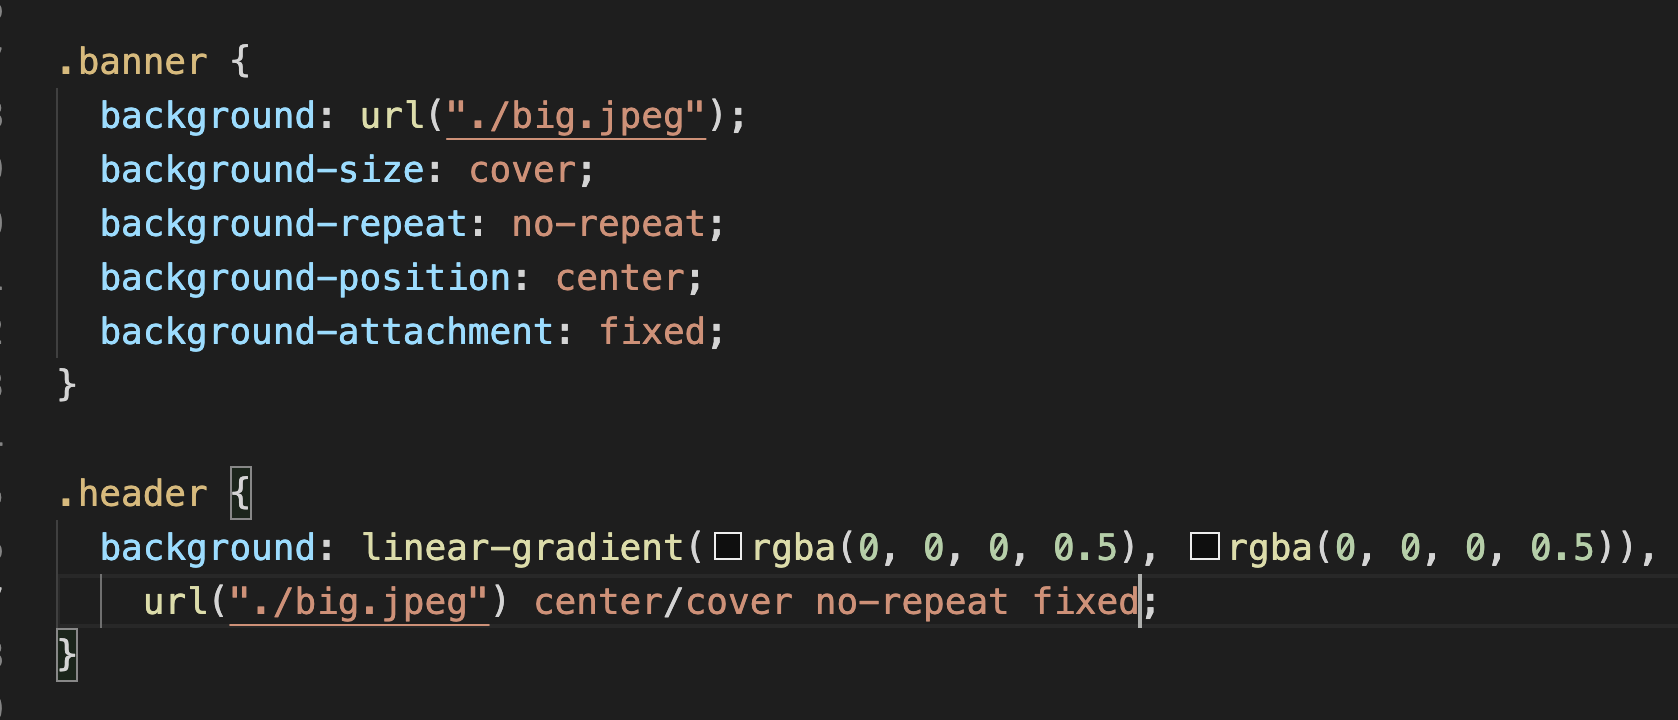 .banner {
background: url("./big.jpeg");
background-size: cover;
background-repeat: no-repeat;
background-position: center;
background-attachment: fixed;
}
.header {
background: linear-gradient(rgba(0, 0, 0, 0.5), rgba(0, 0, 0, 0.5)),
url("./big.jpeg") center/cover no-repeat fixed;
}